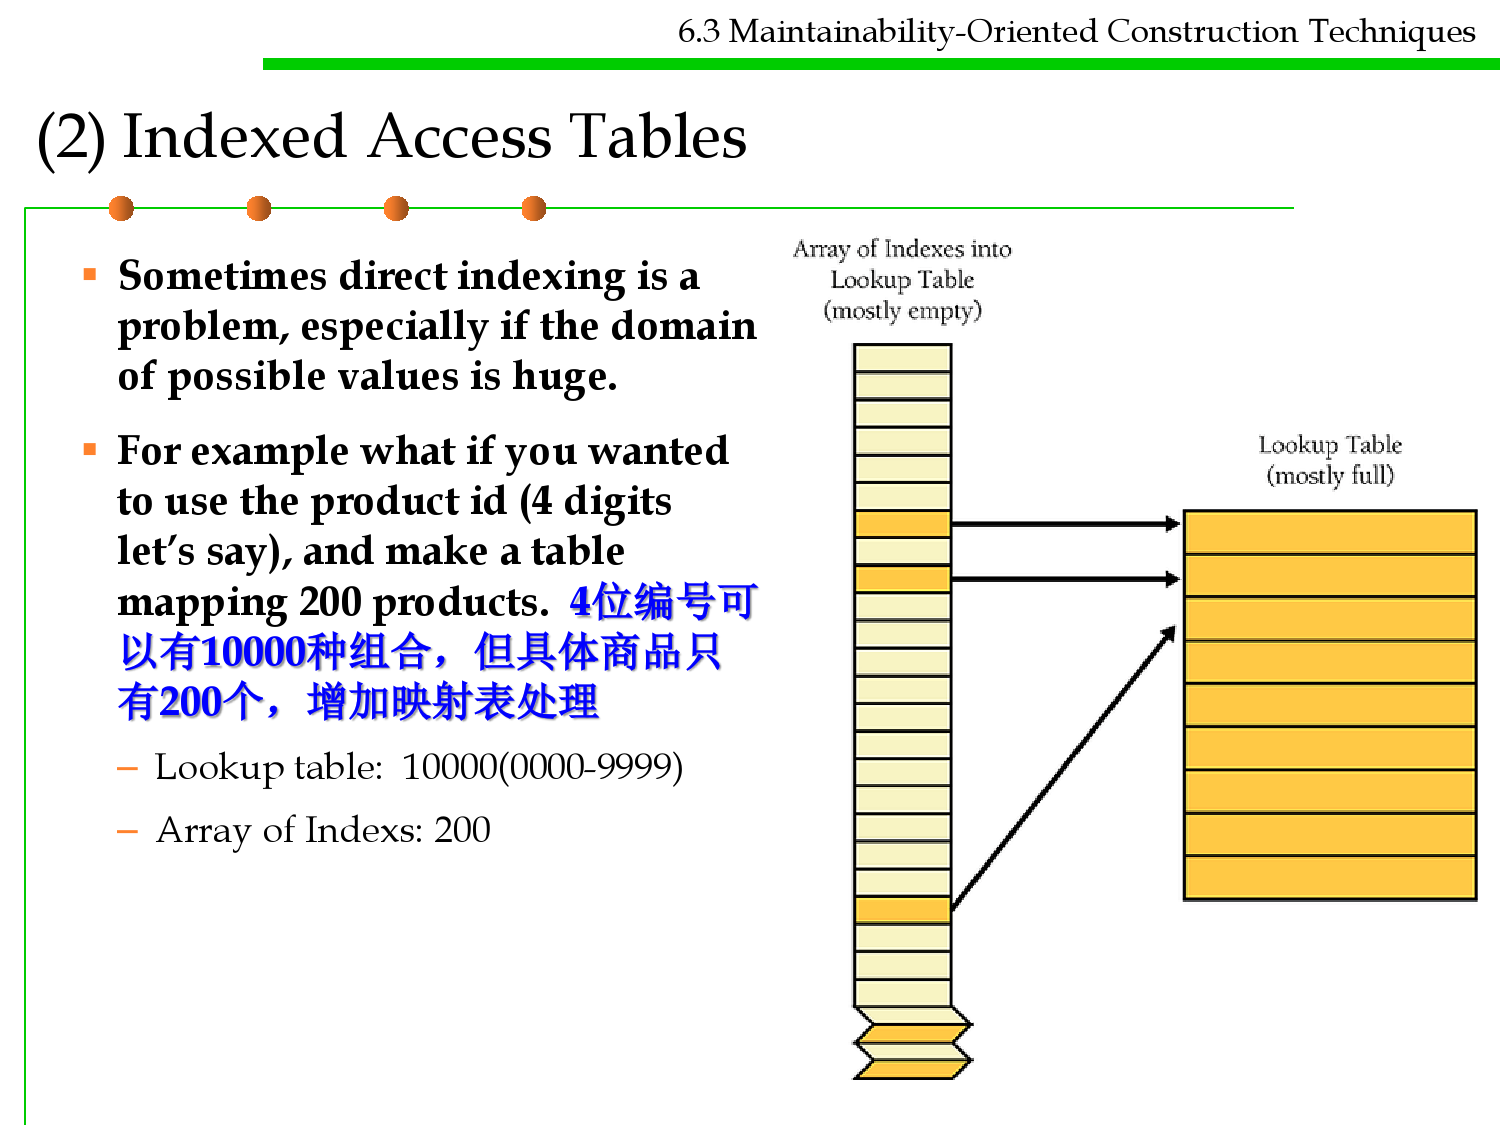 6.3 Maintainability-Oriented Construction Techniques
(2) Indexed Access Tables
Sometimes direct indexing is a
problem, especially if the domain
of possible values is huge.
For example what if you wanted
to use the product id (4 digits
let’s say), and make a table
mapping 200 products. 4位编号可
以有10000种组合，但具体商品只
有200个，增加映射表处理
– Lookup table: 10000(0000-9999)
– Array of Indexs: 200
Array of Indexes into
Lookup Table
(mostly empty)
Lookup Table
(mostly full)